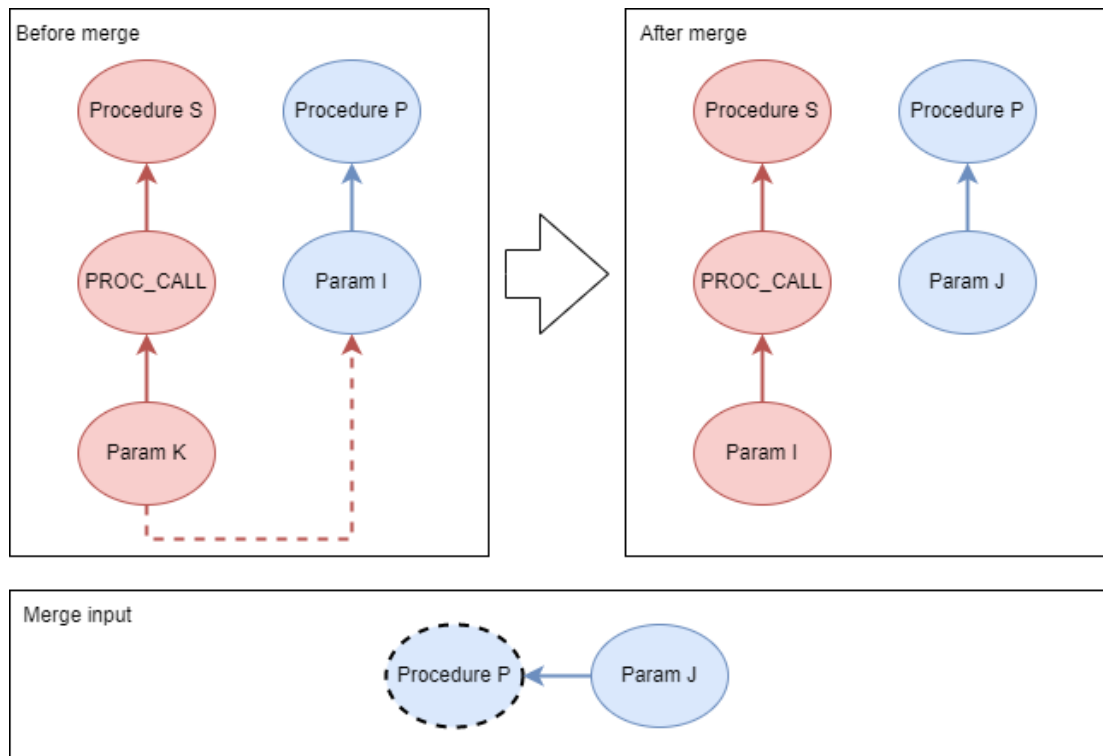 Before merge
Procedure S
Procedure P
PROC_CALL
Param I
Param K
After merge
Procedure S
Procedure P
PROC_CALL
Param J
Param I
Merge input
Procedure P
Param J